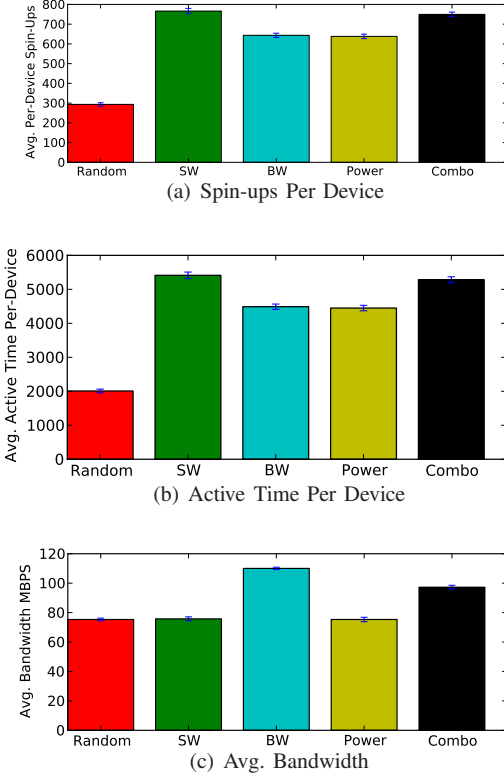 800
700
600
500
400
300
200
100
0
Avg. Per-Device Spin-Ups
Random SW BW Power Combo
(a) Spin-ups Per Device
6000
5000
4000
3000
2000
1000
0
Avg. Active Time Per-Device
Random SW BW Power Combo
(b) Active Time Per Device
120
100
80
60
40
20
0
Avg. Bandwidth MBPS
Random SW BW Power Combo
(c) Avg. Bandwidth